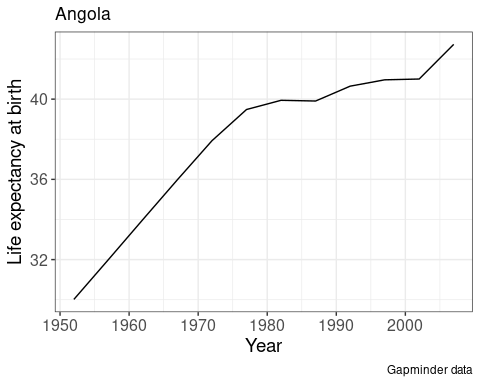 Angola
Life expectancy at birth
40
36
32
1950 1960 1970 1980 1990 2000
Year
Gapminder data